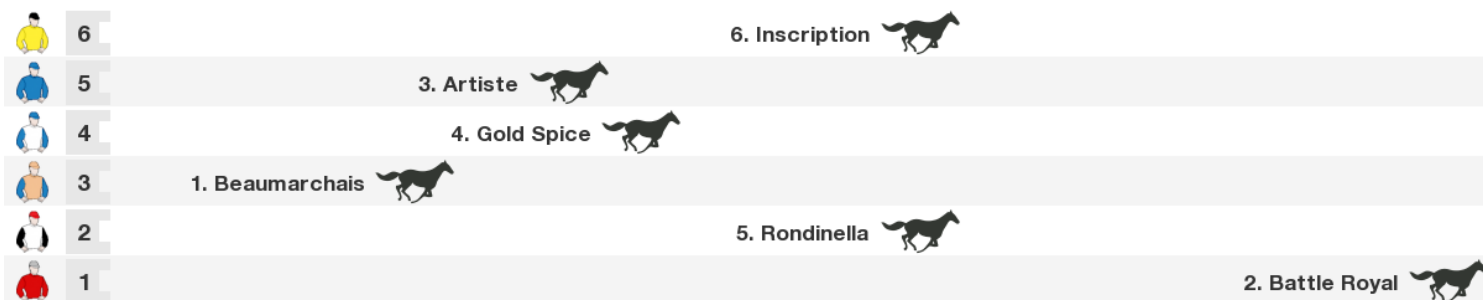 6 6. Inscription
5 3. Artiste
4 4. Gold Spice
3 1. Beaumarchais
2 5. Rondinella
1 2. Battle Royal